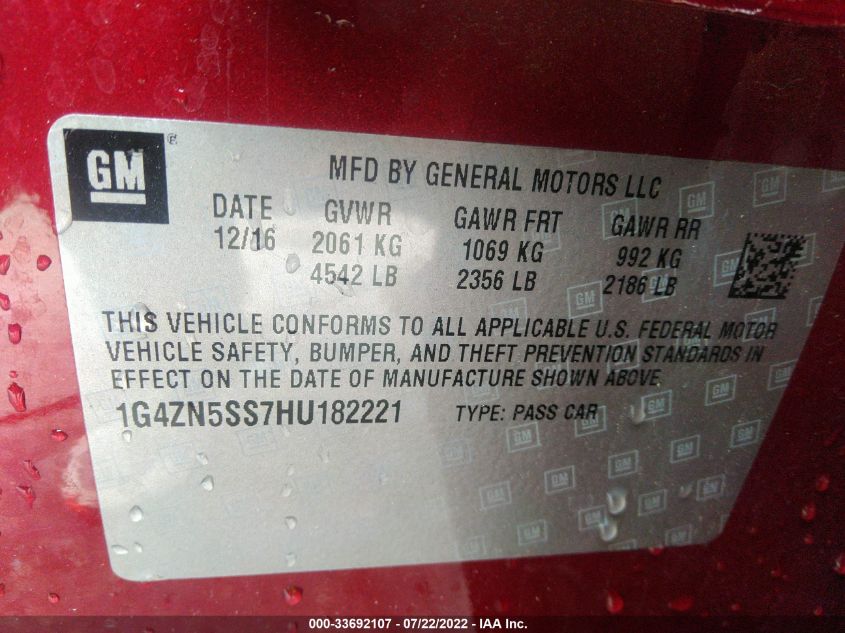 GM
MFD BY GENERAL MOTORS LLC
DATE GVWR GAWR FRT GAWR RR
12/16 2061 KG 1069 KG 992 KG
4542 LB 2356 LB 2186 LB
THIS VEHICLE CONFORMS TO ALL APPLICABLE U.S. FEDERAL MOTOR
VEHICLE SAFETY, BUMPER, AND THEFT PREVENTION STANDARDS IN
EFFECT ON THE DATE OF MANUFACTURE SHOWN ABOVE
1G4ZN5SS7HU182221 TYPE: PASS CAR
000-33692107 - 07/22/2022 - IAA Inc.